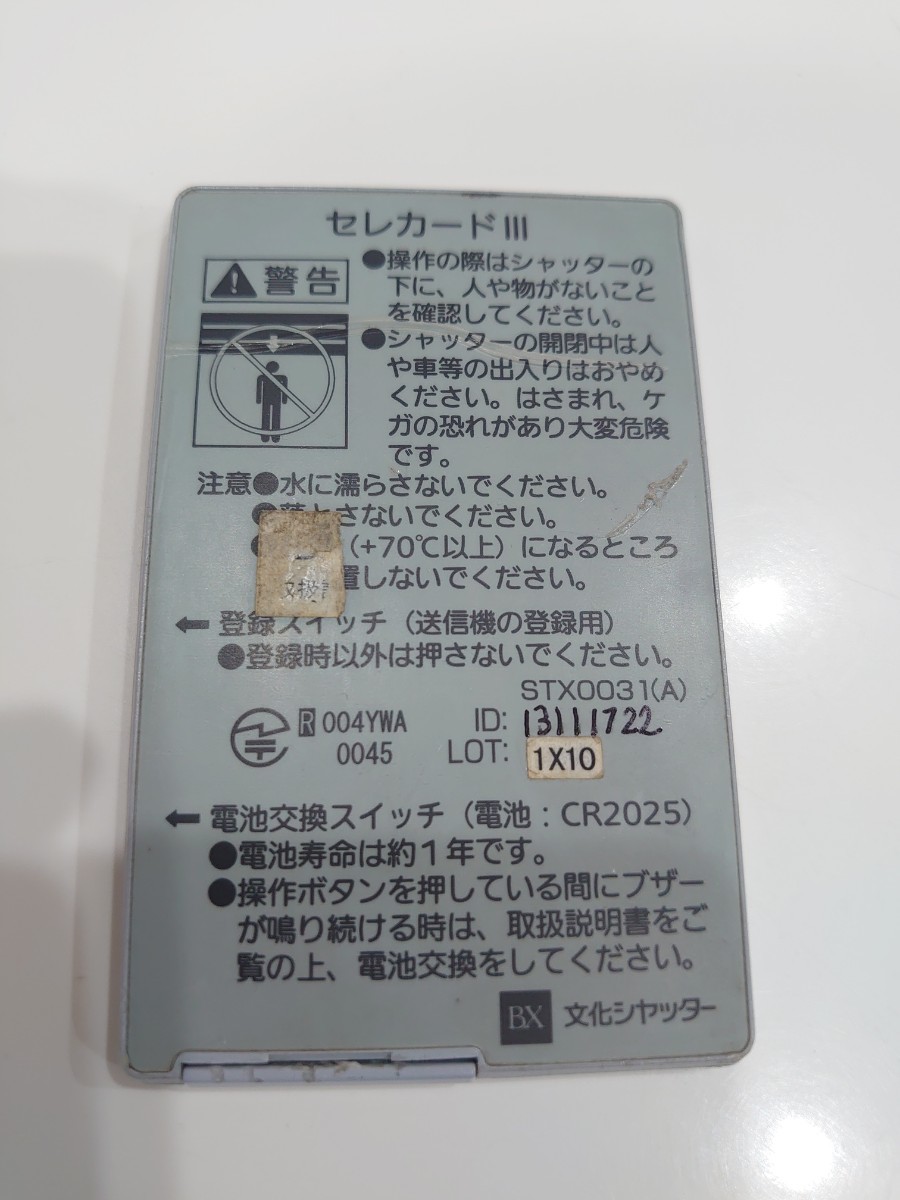 セレカードIII
警告
●操作の際はシャッターの
下に、人や物がないこと
を確認してください。
●シャッターの開閉中は人
や車等の出入りはおやめ
ください。はさまれ、ケ
ガの恐れがあり大変危険
です。
注意●水に濡らさないでください。
●落とさないでください。
(+70℃以上)になるところ
置しないでください。
← 登録スイッチ(送信機の登録用)
●登録時以外は押さないでください。
STX0031(A)
R 004YWA
0045
ID: 13111722
LOT: 1X10
← 電池交換スイッチ(電池:CR2025)
●電池寿命は約1年です。
●操作ボタンを押している間にブザー
が鳴り続ける時は、取扱説明書をご
覧の上、電池交換をしてください。
BX 文化シヤッター